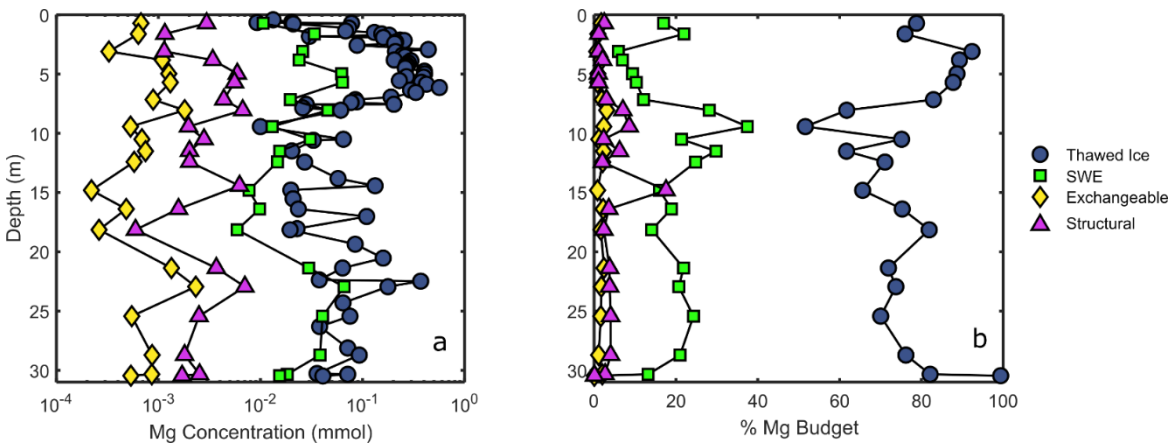 0
5
10
15
20
25
30
Depth (m)
10-4
10-3
10-2
10-1
100
Mg Concentration (mmol)
a
0
5
10
15
20
25
30
0
20
40
60
80
100
% Mg Budget
b
Thawed Ice
SWE
Exchangeable
Structural